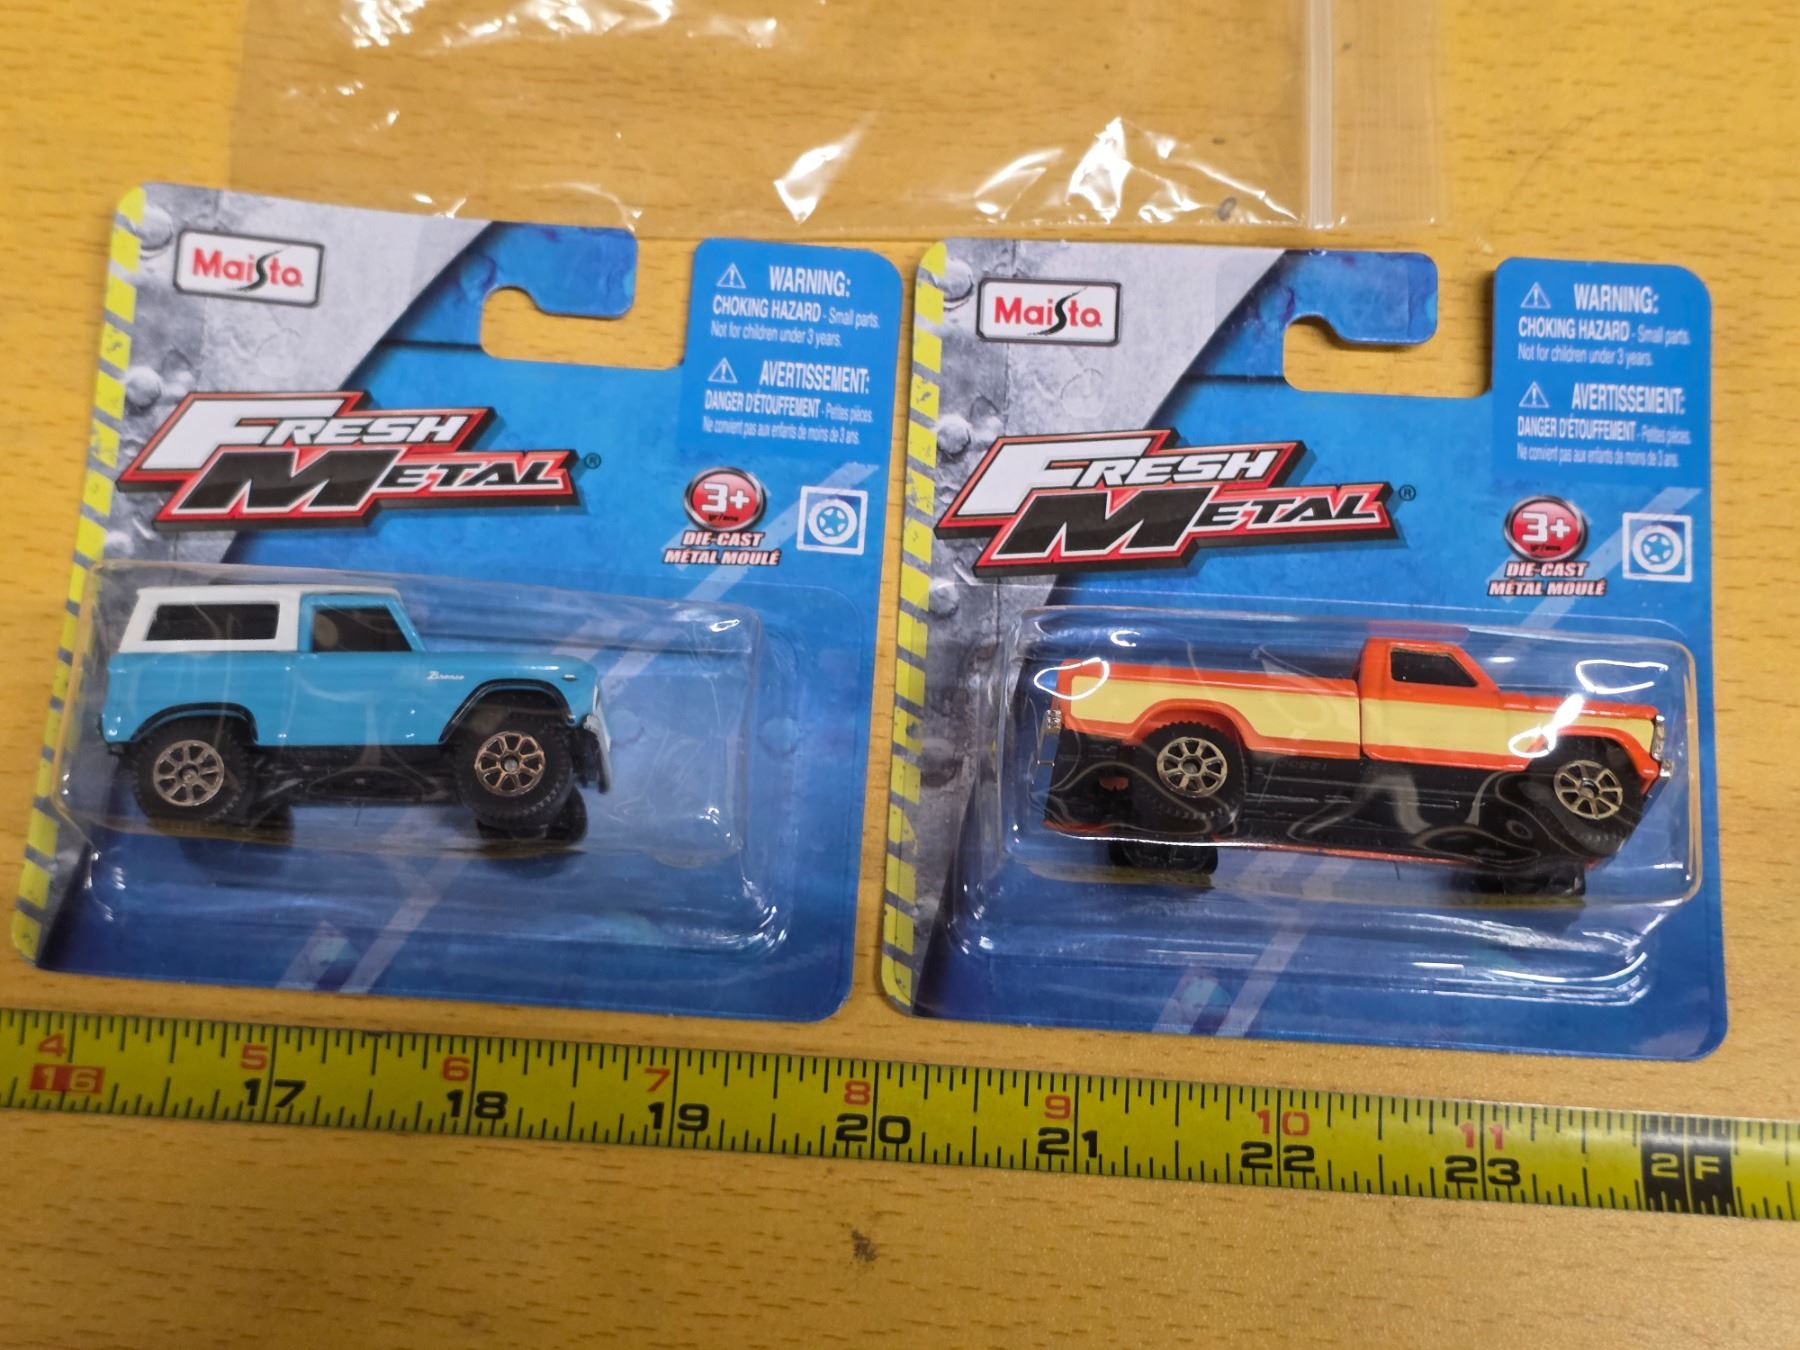 Maisto
WARNING:
CHOKING HAZARD - Small parts.
Not for children under 3 years.
AVERTISSEMENT:
DANGER D'ÉTOUFFEMENT - Petites pièces.
Ne convient pas aux enfants de moins de 3 ans.
FRESH
METAL®
3+
yr/ans
DIE-CAST
MÉTAL MOULÉ
Bronco
Maisto
WARNING:
CHOKING HAZARD - Small parts.
Not for children under 3 years.
AVERTISSEMENT:
DANGER D'ÉTOUFFEMENT - Petites pièces.
Ne convient pas aux enfants de moins de 3 ans.
FRESH
METAL®
3+
yr/ans
DIE-CAST
MÉTAL MOULÉ
4 5 6 7 8 9 10 11
16 17 18 19 20 21 22 23 2F